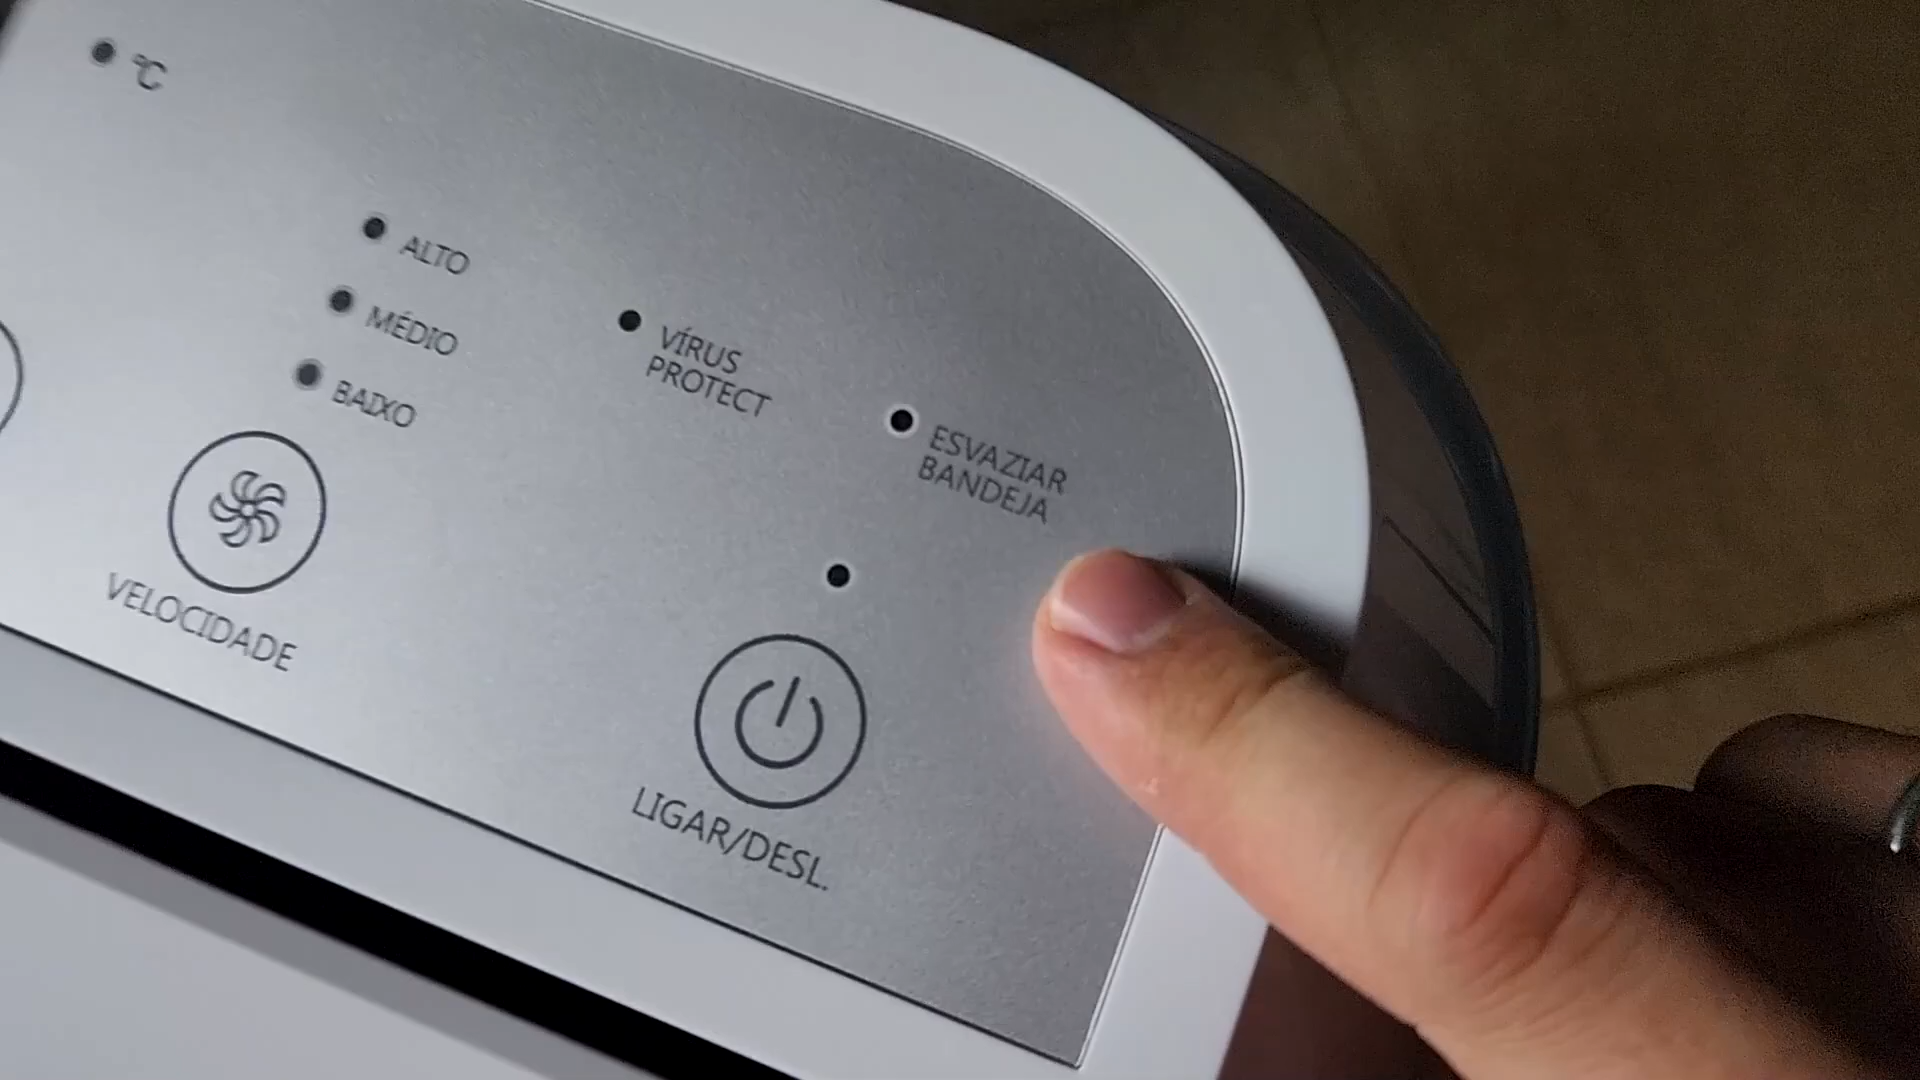 °C
ALTO
MÉDIO
BAIXO
VELOCIDADE
VÍRUS
PROTECT
ESVAZIAR
BANDEJA
LIGAR/DESL.